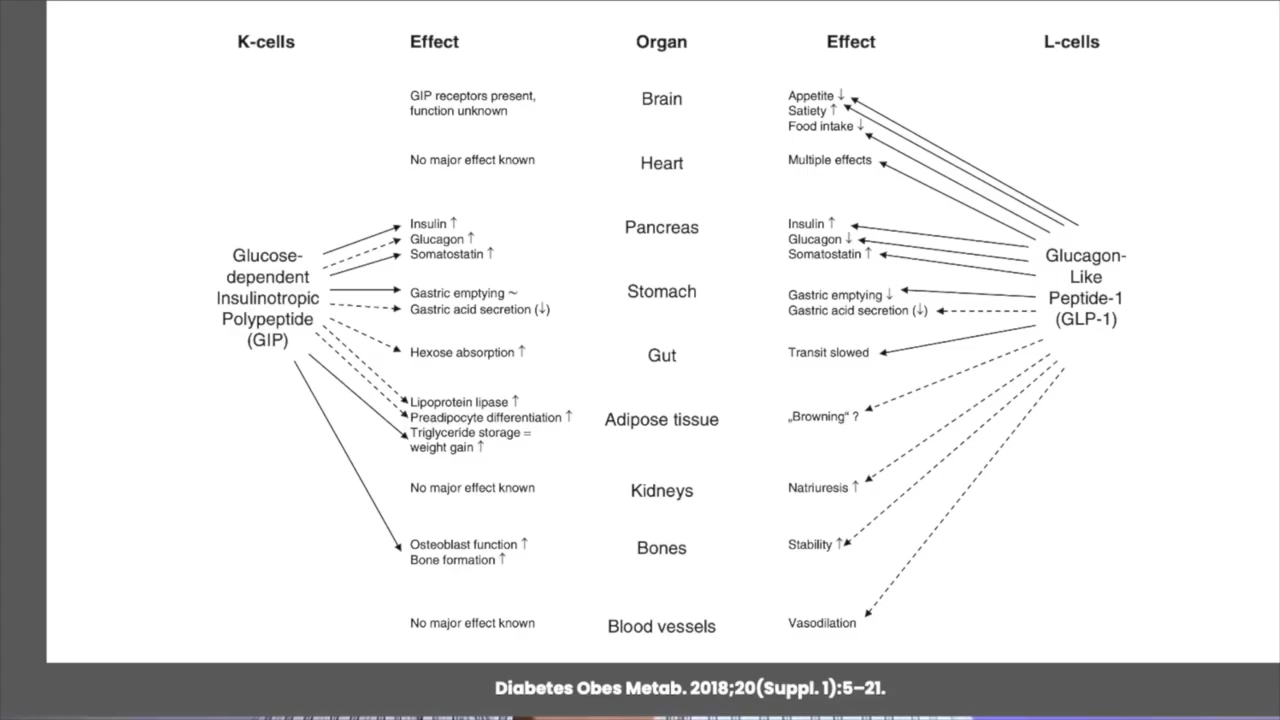 K-cells Effect Organ Effect L-cells
GIP receptors present,
function unknown
Brain
Appetite ↓
Satiety ↑
Food intake ↓
No major effect known
Heart
Multiple effects
Glucose-
dependent
Insulinotropic
Polypeptide
(GIP)
Insulin ↑
Glucagon ↑
Somatostatin ↑
Pancreas
Insulin ↑
Glucagon ↓
Somatostatin ↑
Glucagon-
Like
Peptide-1
(GLP-1)
Gastric emptying ~
Gastric acid secretion (↓)
Stomach
Gastric emptying ↓
Gastric acid secretion (↓)
Hexose absorption ↑
Gut
Transit slowed
Lipoprotein lipase ↑
Preadipocyte differentiation ↑
Triglyceride storage =
weight gain ↑
Adipose tissue
„Browning“ ?
No major effect known
Kidneys
Natriuresis ↑
Osteoblast function ↑
Bone formation ↑
Bones
Stability ↑
No major effect known
Blood vessels
Vasodilation
Diabetes Obes Metab. 2018;20(Suppl. 1):5–21.